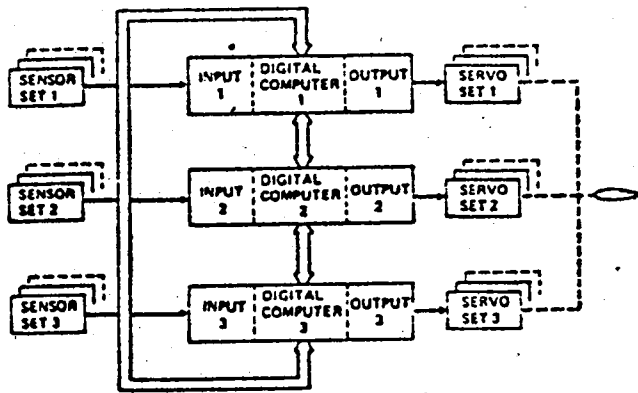 SENSOR
SET 1
INPUT
1
DIGITAL
COMPUTER
1
OUTPUT
1
SERVO
SET 1
SENSOR
SET 2
INPUT
2
DIGITAL
COMPUTER
2
OUTPUT
2
SERVO
SET 2
SENSOR
SET 3
INPUT
3
DIGITAL
COMPUTER
3
OUTPUT
3
SERVO
SET 3